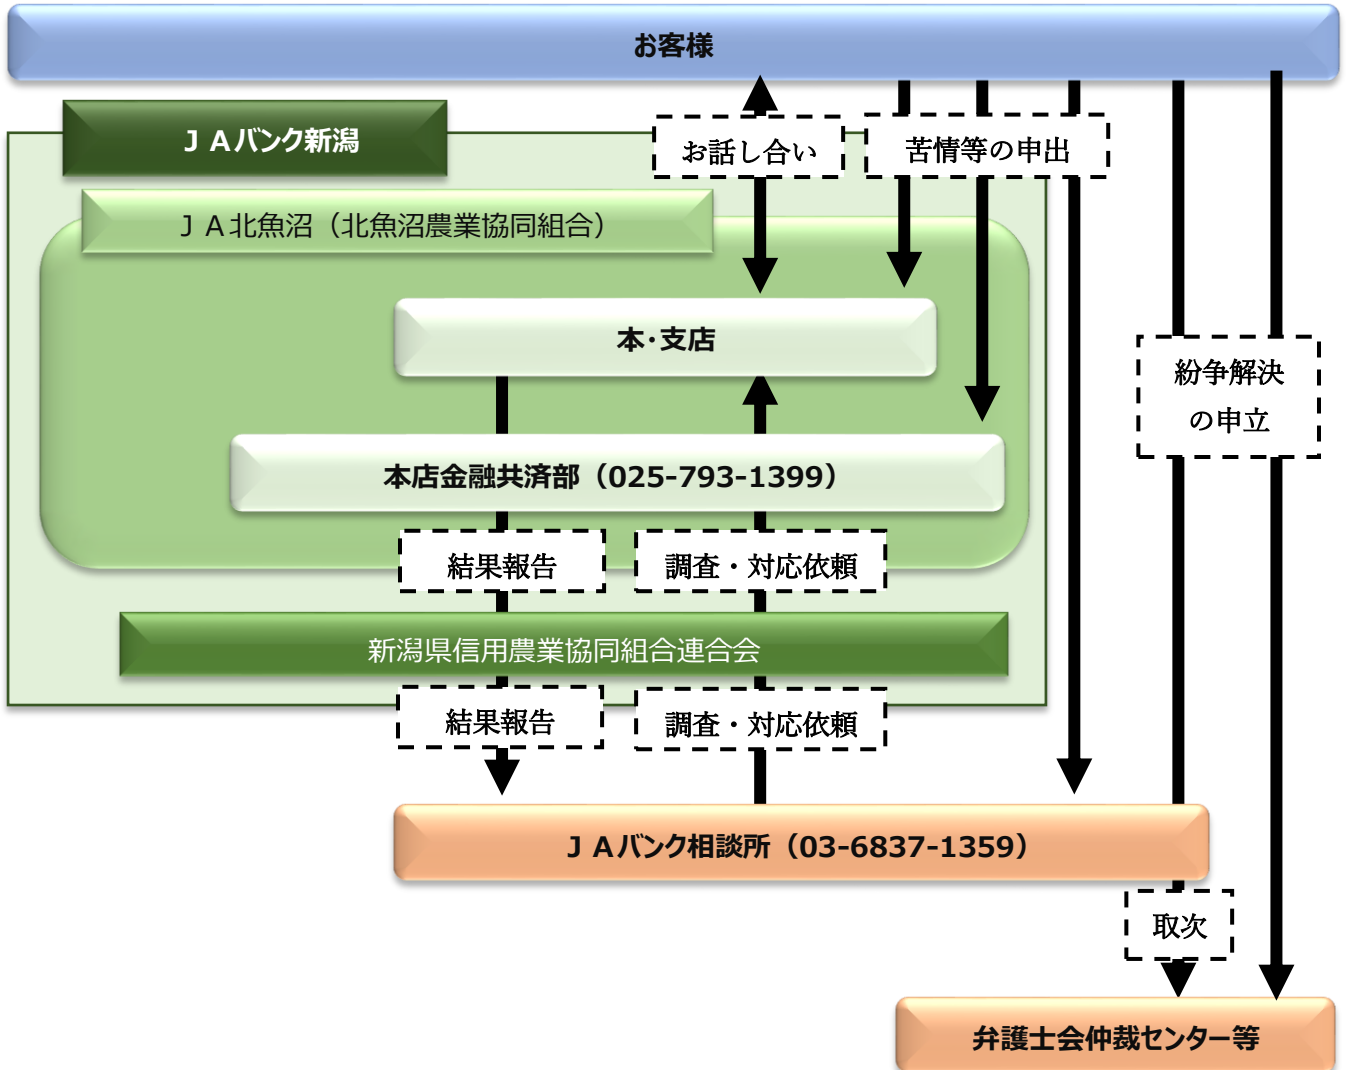 お客様
ＪＡバンク新潟
お話し合い
苦情等の申出
ＪＡ北魚沼（北魚沼農業協同組合）
本・支店
紛争解決
の申立
本店金融共済部（025-793-1399）
結果報告
調査・対応依頼
新潟県信用農業協同組合連合会
結果報告
調査・対応依頼
ＪＡバンク相談所（03-6837-1359）
取次
弁護士会仲裁センター等